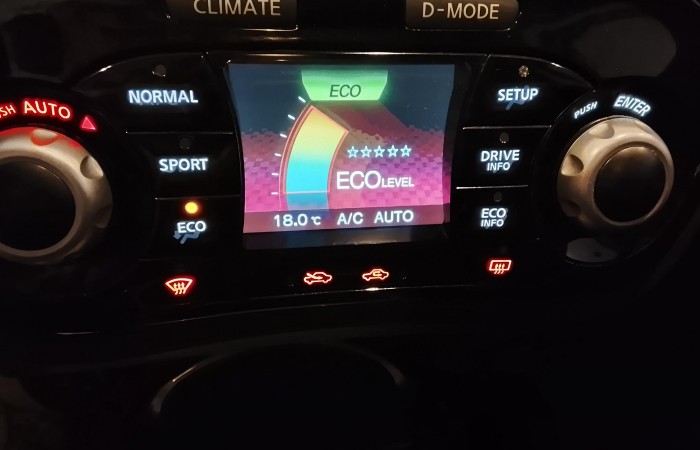 CLIMATE
D-MODE
ECO
NORMAL
SETUP
AUTO
PUSH ENTER
SPORT
DRIVE
INFO
ECO LEVEL
ECO
ECO
INFO
18.0 °C A/C AUTO